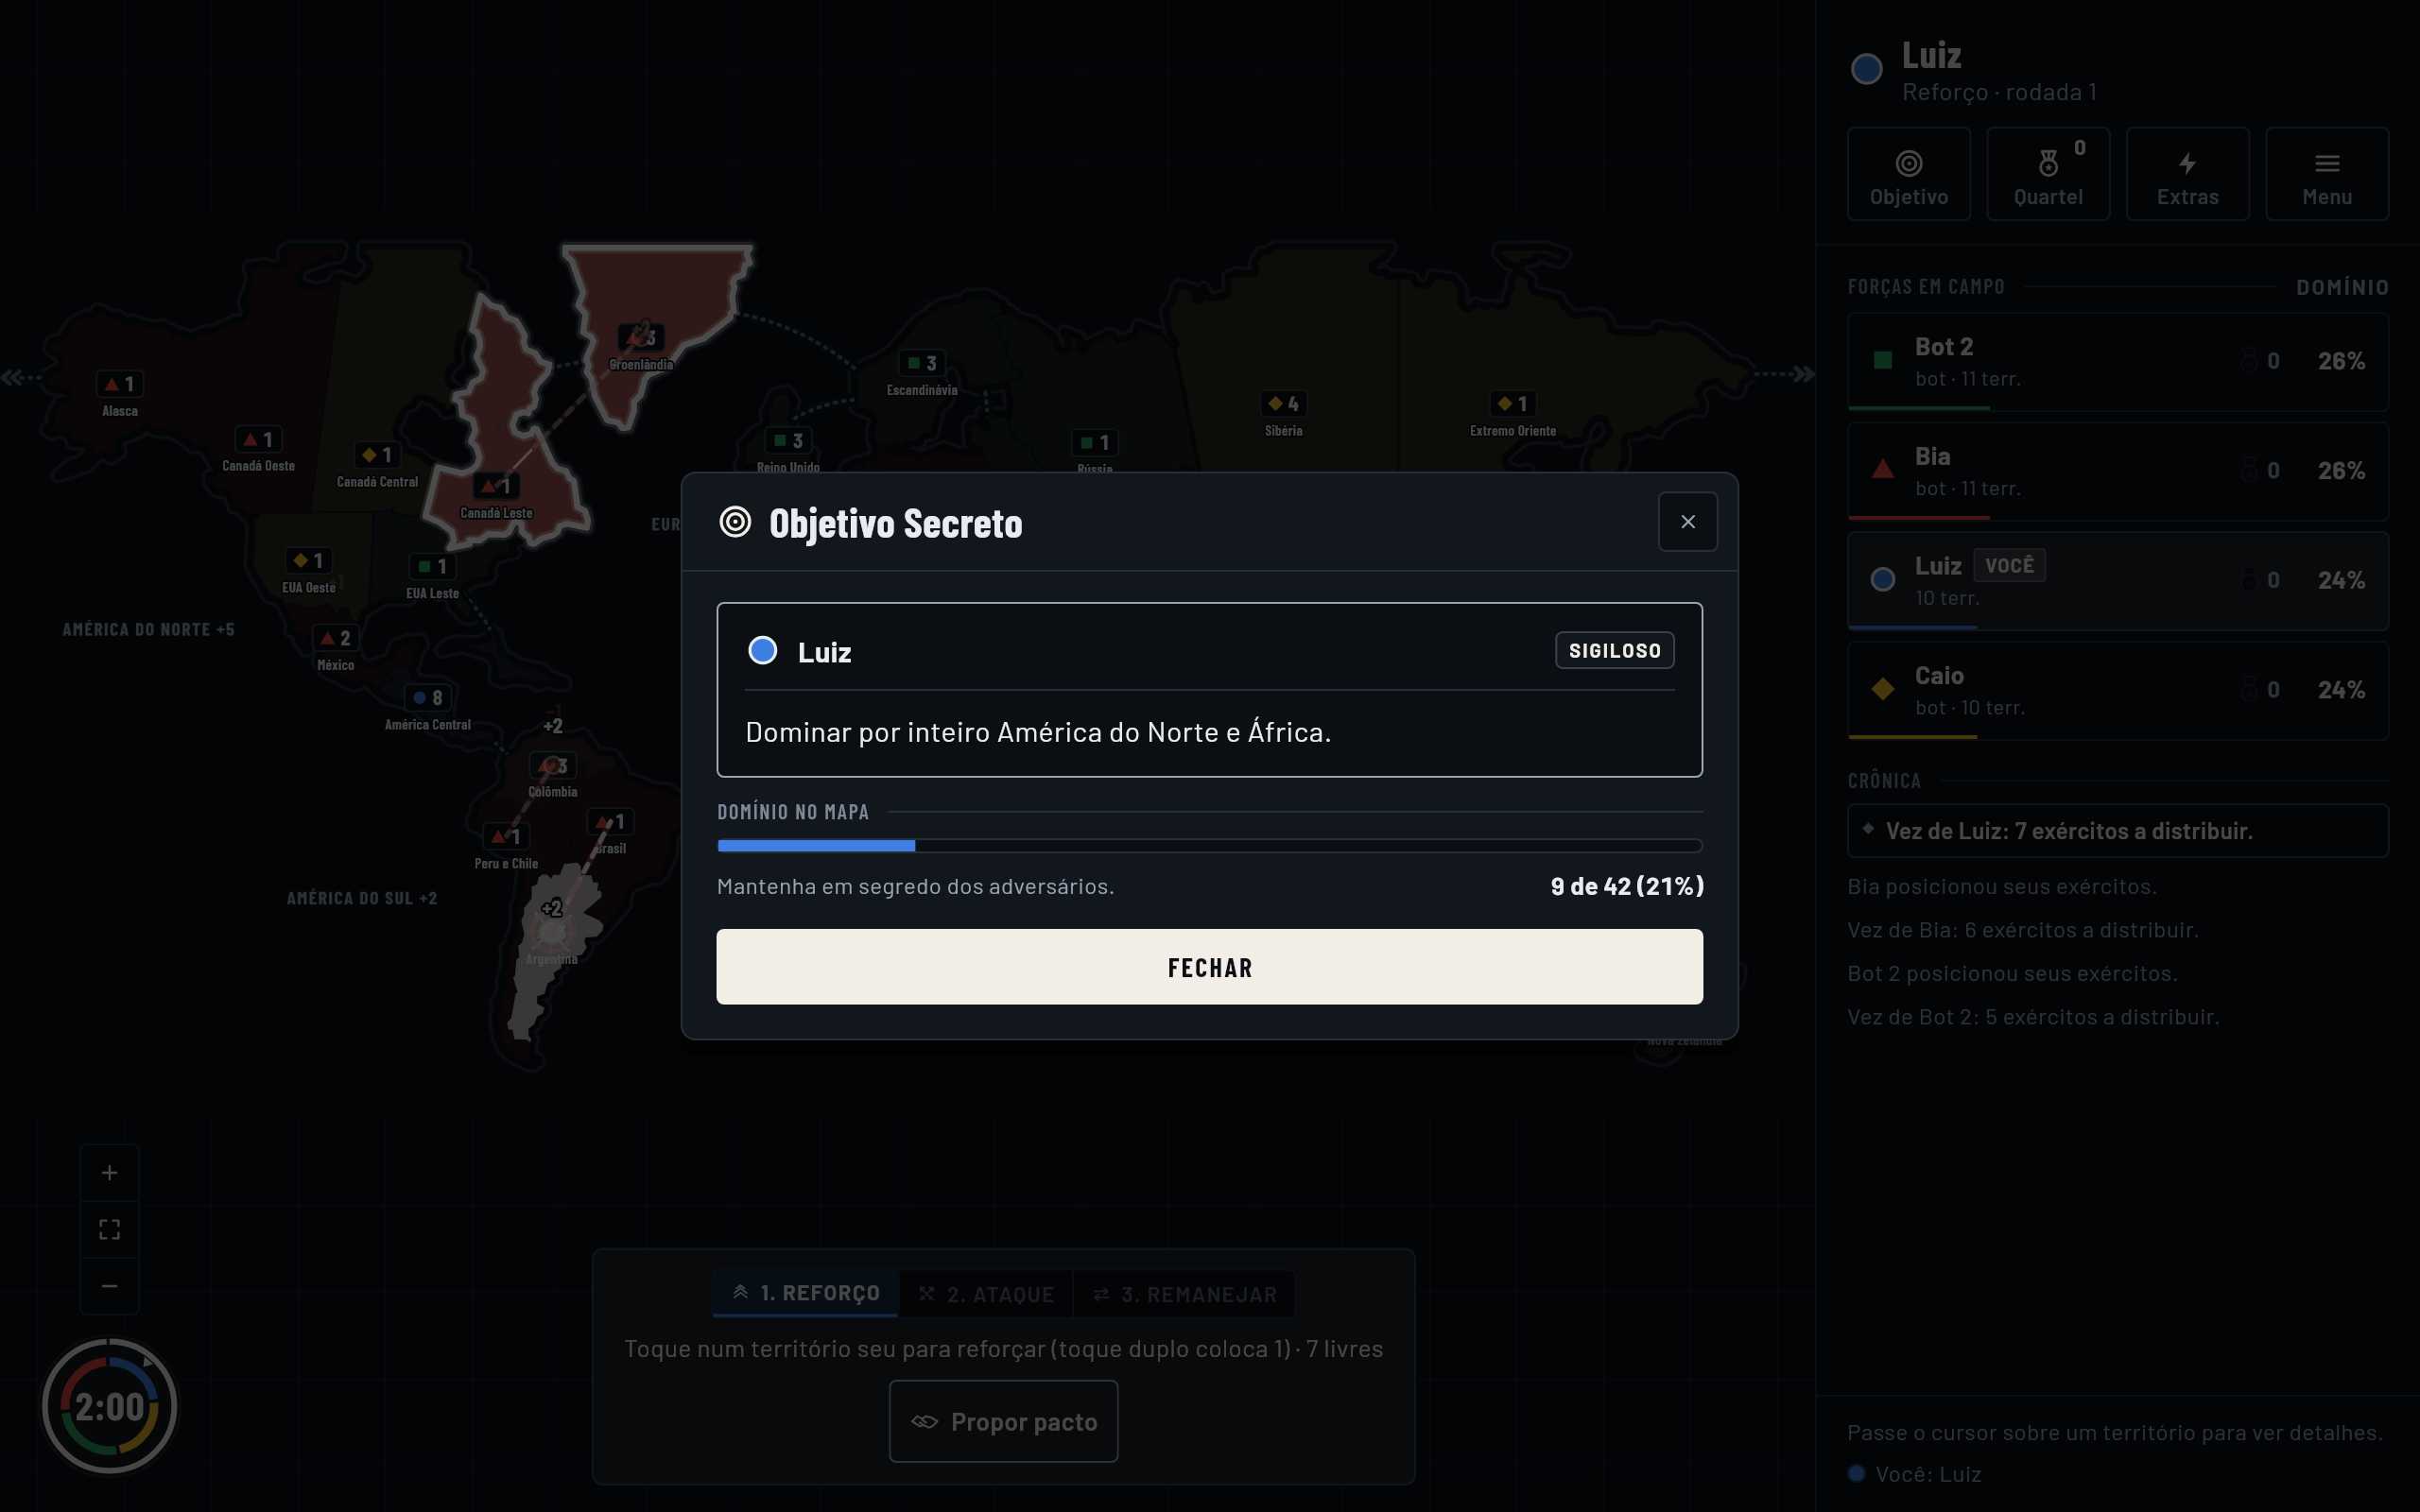 Luiz
Reforço · rodada 1
Objetivo
0
Quartel
Extras
Menu
FORÇAS EM CAMPO
DOMÍNIO
Bot 2
bot · 11 terr.
0
26%
Bia
bot · 11 terr.
0
26%
Luiz
VOCÊ
10 terr.
0
24%
Caio
bot · 10 terr.
0
24%
CRÔNICA
Vez de Luiz: 7 exércitos a distribuir.
Bia posicionou seus exércitos.
Vez de Bia: 6 exércitos a distribuir.
Bot 2 posicionou seus exércitos.
Vez de Bot 2: 5 exércitos a distribuir.
Passe o cursor sobre um território para ver detalhes.
Você: Luiz
3
Groenlândia
1
Alasca
1
Canadá Oeste
1
Canadá Central
1
Canadá Leste
1
EUA Oeste
1
EUA Leste
AMÉRICA DO NORTE +5
2
México
8
América Central
+2
3
Colômbia
1
Brasil
1
Peru e Chile
AMÉRICA DO SUL +2
+2
Argentina
3
Escandinávia
3
Reino Unido
1
Rússia
4
Sibéria
1
Extremo Oriente
EUR
Nova Zelândia
Objetivo Secreto
Luiz
SIGILOSO
Dominar por inteiro América do Norte e África.
DOMÍNIO NO MAPA
Mantenha em segredo dos adversários.
9 de 42 (21%)
FECHAR
1. REFORÇO
2. ATAQUE
3. REMANEJAR
Toque num território seu para reforçar (toque duplo coloca 1) · 7 livres
Propor pacto
2:00